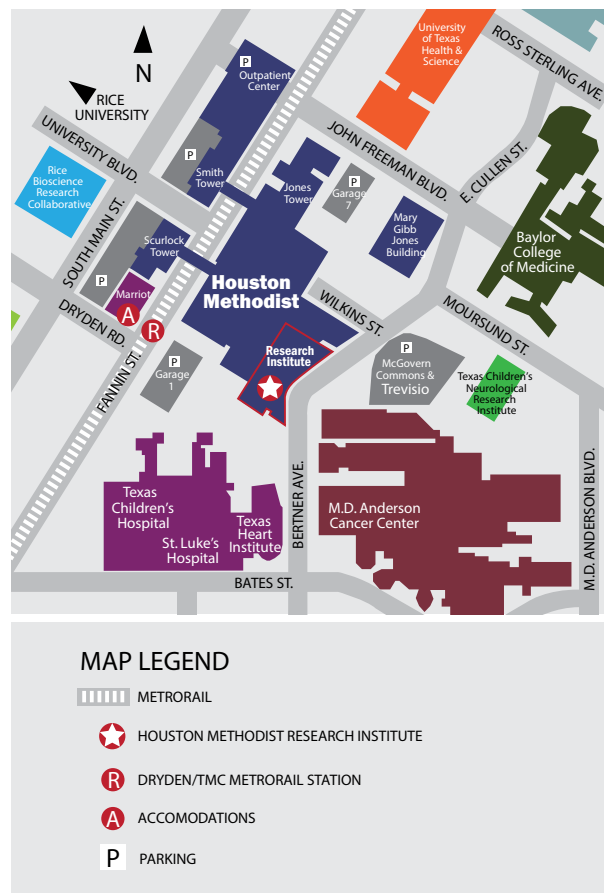 N
RICE
UNIVERSITY
P
Outpatient
Center
University
of Texas
Health &
Science
ROSS STERLING AVE.
UNIVERSITY BLVD.
JOHN FREEMAN BLVD.
E. CULLEN ST.
Rice
Bioscience
Research
Collaborative
P
Smith
Tower
Jones
Tower
P
Garage
7
Mary
Gibb
Jones
Building
Baylor
College
of Medicine
SOUTH MAIN ST.
Scurlock
Tower
P
Marriot
A
R
DRYDEN RD.
FANNIN ST.
Houston
Methodist
WILKINS ST.
MOURSUND ST.
P
Garage
1
Research
Institute
P
McGovern
Commons &
Trevisio
Texas Children's
Neurological
Research
Institute
Texas
Children's
Hospital
St. Luke's
Hospital
Texas
Heart
Institute
BERTNER AVE.
M.D. Anderson
Cancer Center
M.D. ANDERSON BLVD.
BATES ST.
MAP LEGEND
METRORAIL
HOUSTON METHODIST RESEARCH INSTITUTE
R DRYDEN/TMC METRORAIL STATION
A ACCOMODATIONS
P PARKING